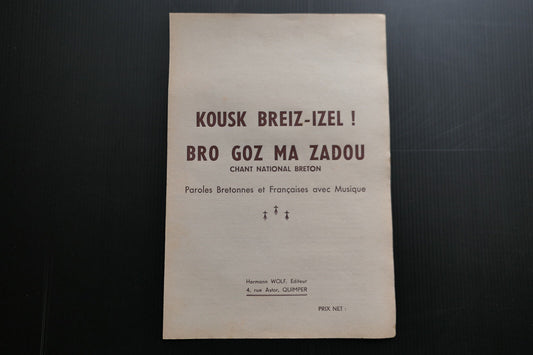 KOUSK BREIZ-IZEL !
BRO GOZ MA ZADOU
CHANT NATIONAL BRETON
Paroles Bretonnes et Françaises avec Musique
Hermann WOLF, Editeur
4, rue Astor, QUIMPER
PRIX NET :